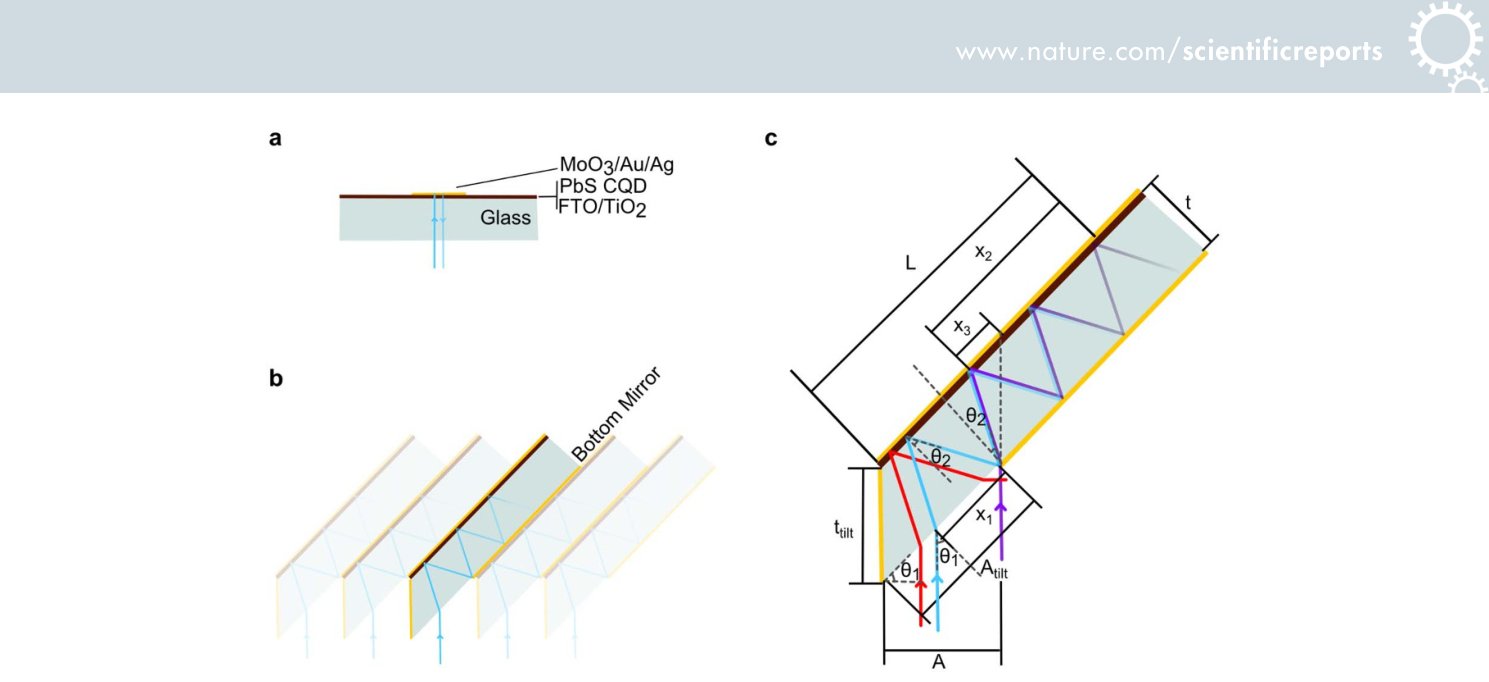 www.nature.com/scientificreports
a
MoO3/Au/Ag
PbS CQD
FTO/TiO2
Glass
b
Bottom Mirror
c
t
L
x2
x3
θ2
θ2
ttilt
x1
θ1
θ1
Atilt
A